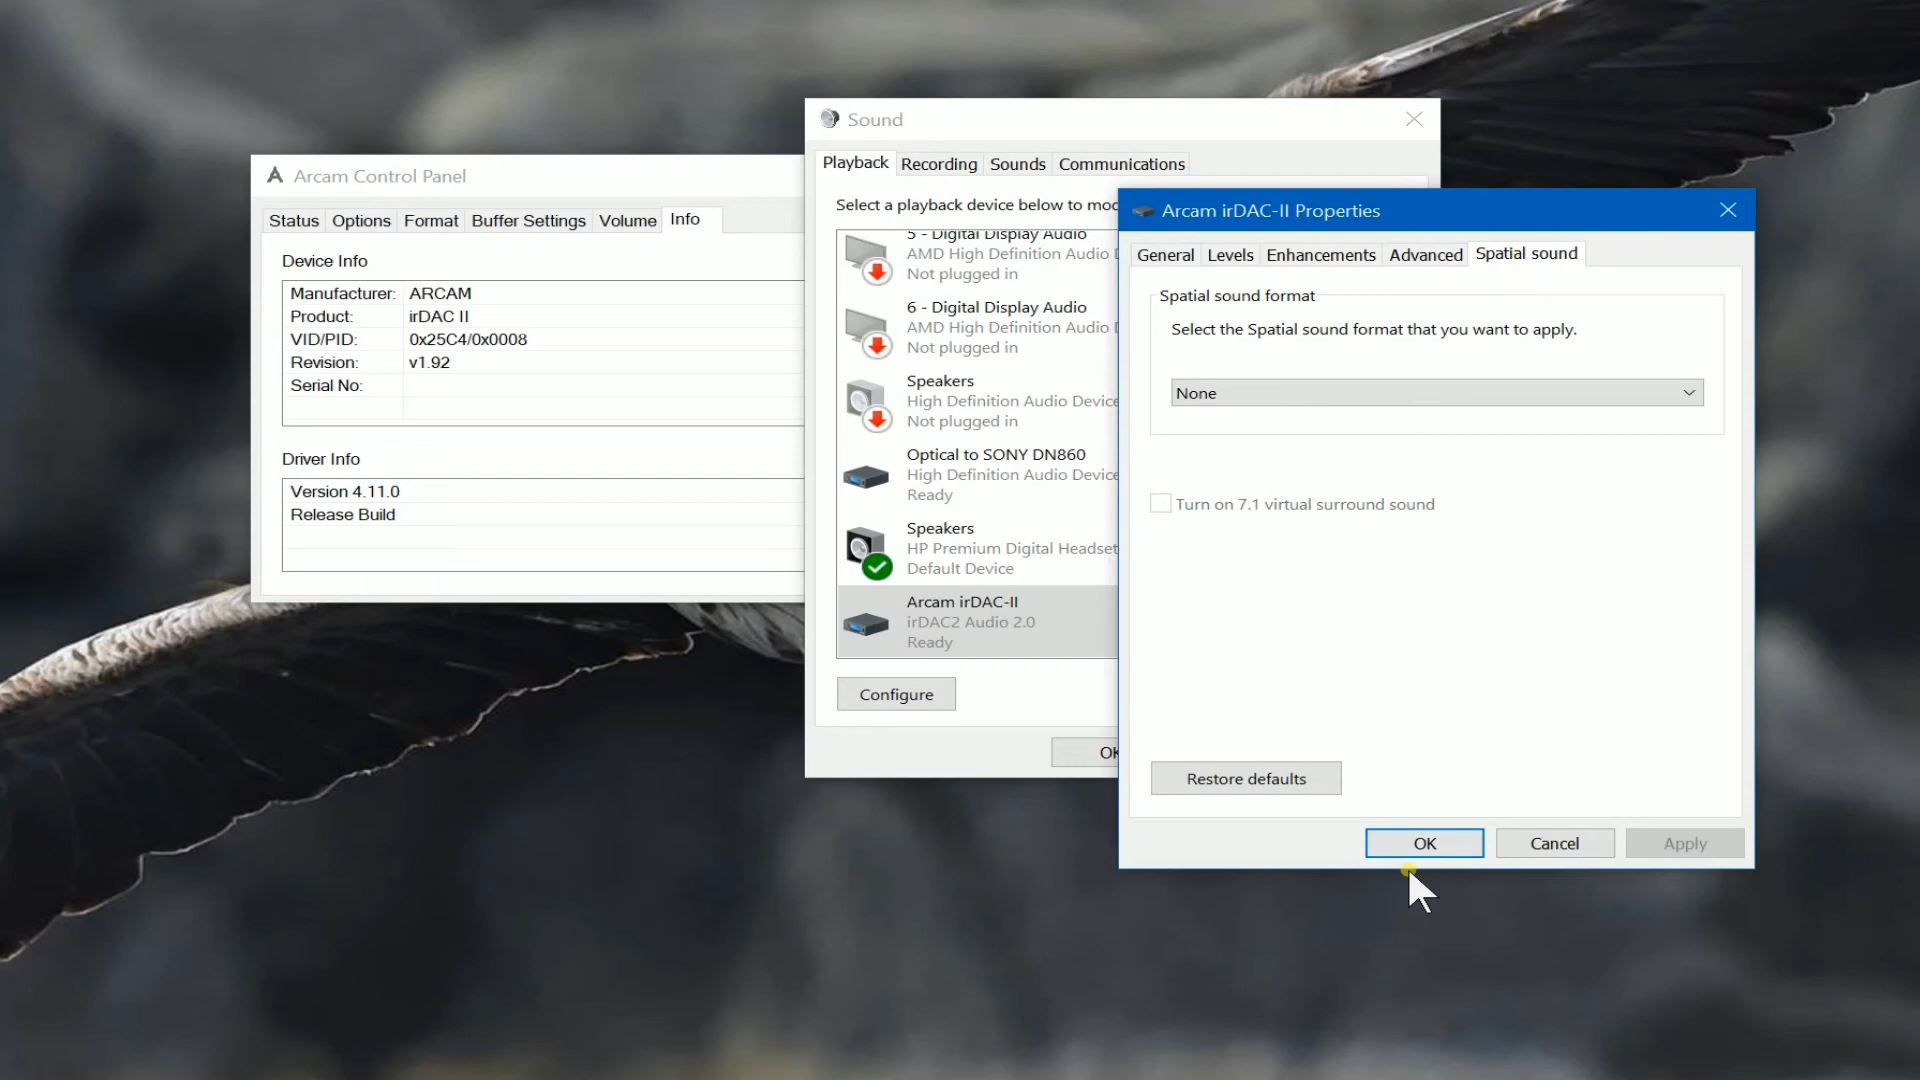 Arcam Control Panel
Status Options Format Buffer Settings Volume Info
Device Info
Manufacturer: ARCAM
Product: irDAC II
VID/PID: 0x25C4/0x0008
Revision: v1.92
Serial No:
Driver Info
Version 4.11.0
Release Build
Sound
Playback Recording Sounds Communications
Select a playback device below to
5 - Digital Display Audio
AMD High Definition Audio
Not plugged in
6 - Digital Display Audio
AMD High Definition Audio
Not plugged in
Speakers
High Definition Audio Device
Not plugged in
Optical to SONY DN860
High Definition Audio Device
Ready
Speakers
HP Premium Digital Headset
Default Device
Arcam irDAC-II
irDAC2 Audio 2.0
Ready
Configure
OK
Arcam irDAC-II Properties
General Levels Enhancements Advanced Spatial sound
Spatial sound format
Select the Spatial sound format that you want to apply.
None
Turn on 7.1 virtual surround sound
Restore defaults
OK Cancel Apply